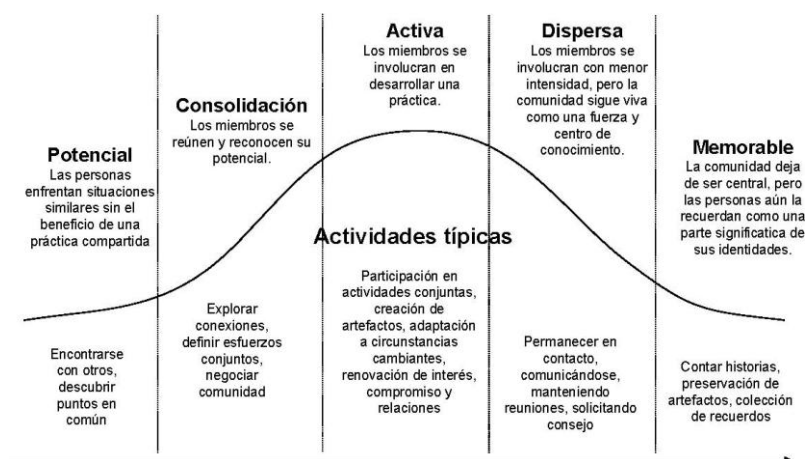 Potencial
Las personas
enfrentan situaciones
similares sin el
beneficio de una
práctica compartida
Consolidación
Los miembros se
reúnen y reconocen su
potencial.
Activa
Los miembros se
involucran en
desarrollar una
práctica.
Dispersa
Los miembros se
involucran con menor
intensidad, pero la
comunidad sigue viva
como una fuerza y
centro de
conocimiento.
Memorable
La comunidad deja
de ser central, pero
las personas aún la
recuerdan como una
parte significatica de
sus identidades.
Actividades típicas
Encontrarse
con otros,
descubrir
puntos en
común
Explorar
conexiones,
definir esfuerzos
conjuntos,
negociar
comunidad
Participación en
actividades conjuntas,
creación de
artefactos, adaptación
a circunstancias
cambiantes,
renovación de interés,
compromiso y
relaciones
Permanecer en
contacto,
comunicándose,
manteniendo
reuniones, solicitando
consejo
Contar historias,
preservación de
artefactos, colección
de recuerdos